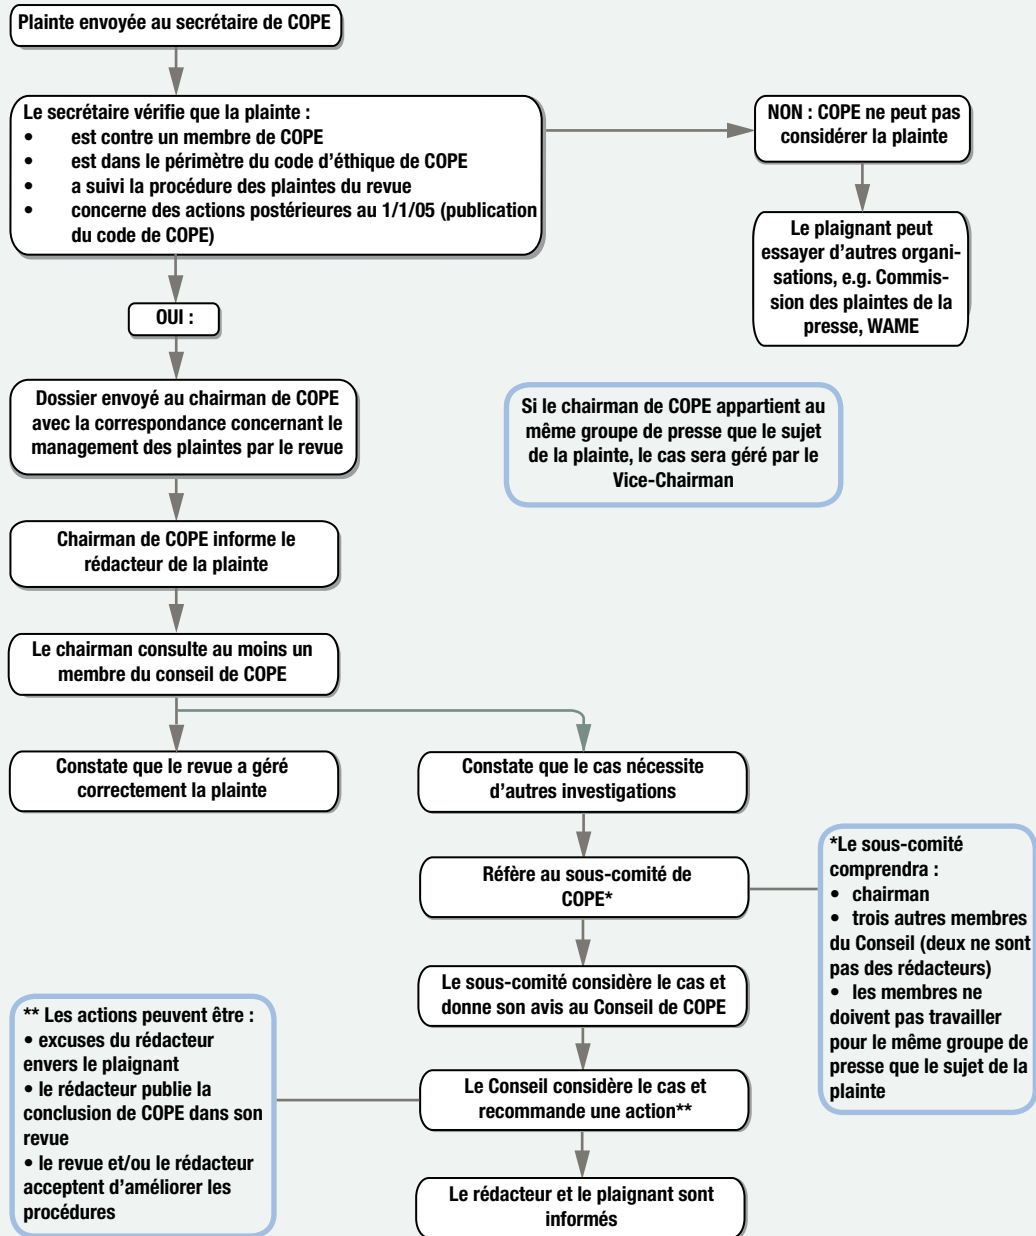 Plainte envoyée au secrétaire de COPE
Le secrétaire vérifie que la plainte :
• est contre un membre de COPE
• est dans le périmètre du code d'éthique de COPE
• a suivi la procédure des plaintes du revue
• concerne des actions postérieures au 1/1/05 (publication
du code de COPE)
NON : COPE ne peut pas
considérer la plainte
Le plaignant peut
essayer d'autres organi-
sations, e.g. Commis-
sion des plaintes de la
presse, WAME
OUI :
Dossier envoyé au chairman de COPE
avec la correspondance concernant le
management des plaintes par le revue
Si le chairman de COPE appartient au
même groupe de presse que le sujet
de la plainte, le cas sera géré par le
Vice-Chairman
Chairman de COPE informe le
rédacteur de la plainte
Le chairman consulte au moins un
membre du conseil de COPE
Constate que le revue a géré
correctement la plainte
Constate que le cas nécessite
d'autres investigations
Réfère au sous-comité de
COPE*
*Le sous-comité
comprendra :
• chairman
• trois autres membres
du Conseil (deux ne sont
pas des rédacteurs)
• les membres ne
doivent pas travailler
pour le même groupe de
presse que le sujet de la
plainte
Le sous-comité considère le cas et
donne son avis au Conseil de COPE
Le Conseil considère le cas et
recommande une action**
** Les actions peuvent être :
• excuses du rédacteur
envers le plaignant
• le rédacteur publie la
conclusion de COPE dans son
revue
• le revue et/ou le rédacteur
acceptent d'améliorer les
procédures
Le rédacteur et le plaignant sont
informés